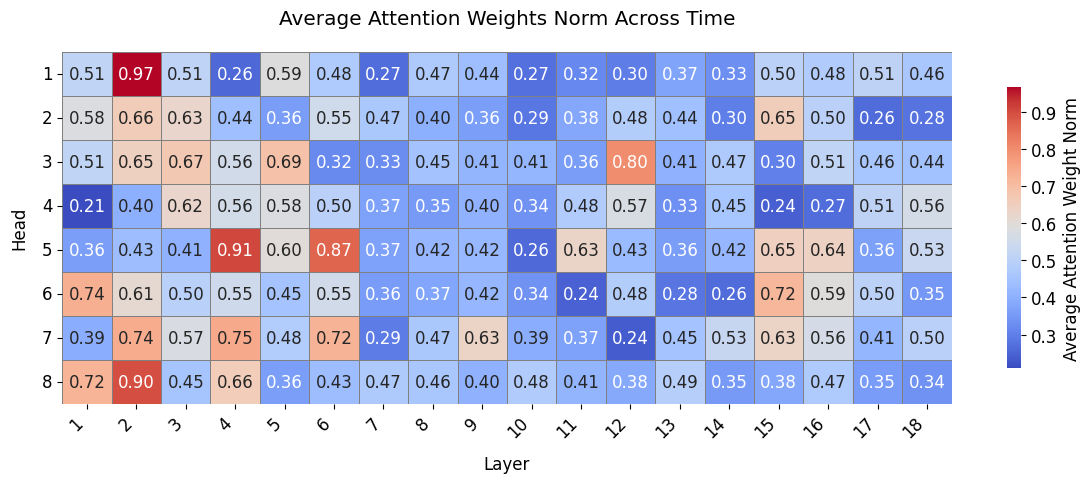 Average Attention Weights Norm Across Time
1 0.51 0.97 0.51 0.26 0.59 0.48 0.27 0.47 0.44 0.27 0.32 0.30 0.37 0.33 0.50 0.48 0.51 0.46
2 0.58 0.66 0.63 0.44 0.36 0.55 0.47 0.40 0.36 0.29 0.38 0.48 0.44 0.30 0.65 0.50 0.26 0.28
3 0.51 0.65 0.67 0.56 0.69 0.32 0.33 0.45 0.41 0.41 0.36 0.80 0.41 0.47 0.30 0.51 0.46 0.44
4 0.21 0.40 0.62 0.56 0.58 0.50 0.37 0.35 0.40 0.34 0.48 0.57 0.33 0.45 0.24 0.27 0.51 0.56
5 0.36 0.43 0.41 0.91 0.60 0.87 0.37 0.42 0.42 0.26 0.63 0.43 0.36 0.42 0.65 0.64 0.36 0.53
6 0.74 0.61 0.50 0.55 0.45 0.55 0.36 0.37 0.42 0.34 0.24 0.48 0.28 0.26 0.72 0.59 0.50 0.35
7 0.39 0.74 0.57 0.75 0.48 0.72 0.29 0.47 0.63 0.39 0.37 0.24 0.45 0.53 0.63 0.56 0.41 0.50
8 0.72 0.90 0.45 0.66 0.36 0.43 0.47 0.46 0.40 0.48 0.41 0.38 0.49 0.35 0.38 0.47 0.35 0.34
1 2 3 4 5 6 7 8 9 10 11 12 13 14 15 16 17 18
Layer
Head
0.9
0.8
0.7
0.6
0.5
0.4
0.3
Average Attention Weight Norm